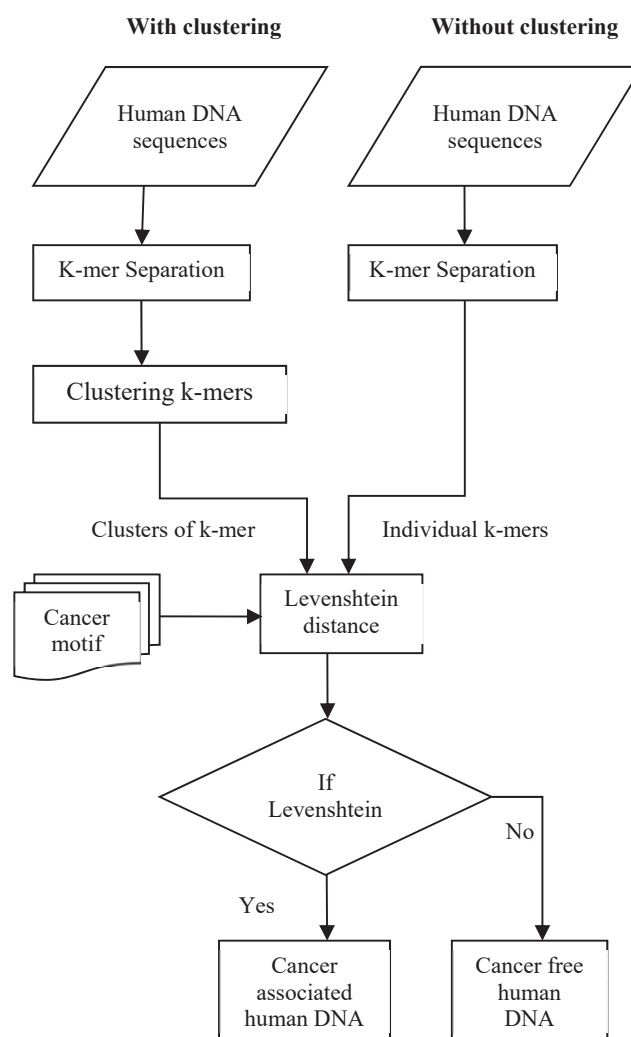 With clustering
Without clustering
Human DNA
sequences
Human DNA
sequences
K-mer Separation
K-mer Separation
Clustering k-mers
Clusters of k-mer
Individual k-mers
Cancer
motif
Levenshtein
distance
If
Levenshtein
No
Yes
Cancer
associated
human DNA
Cancer free
human
DNA